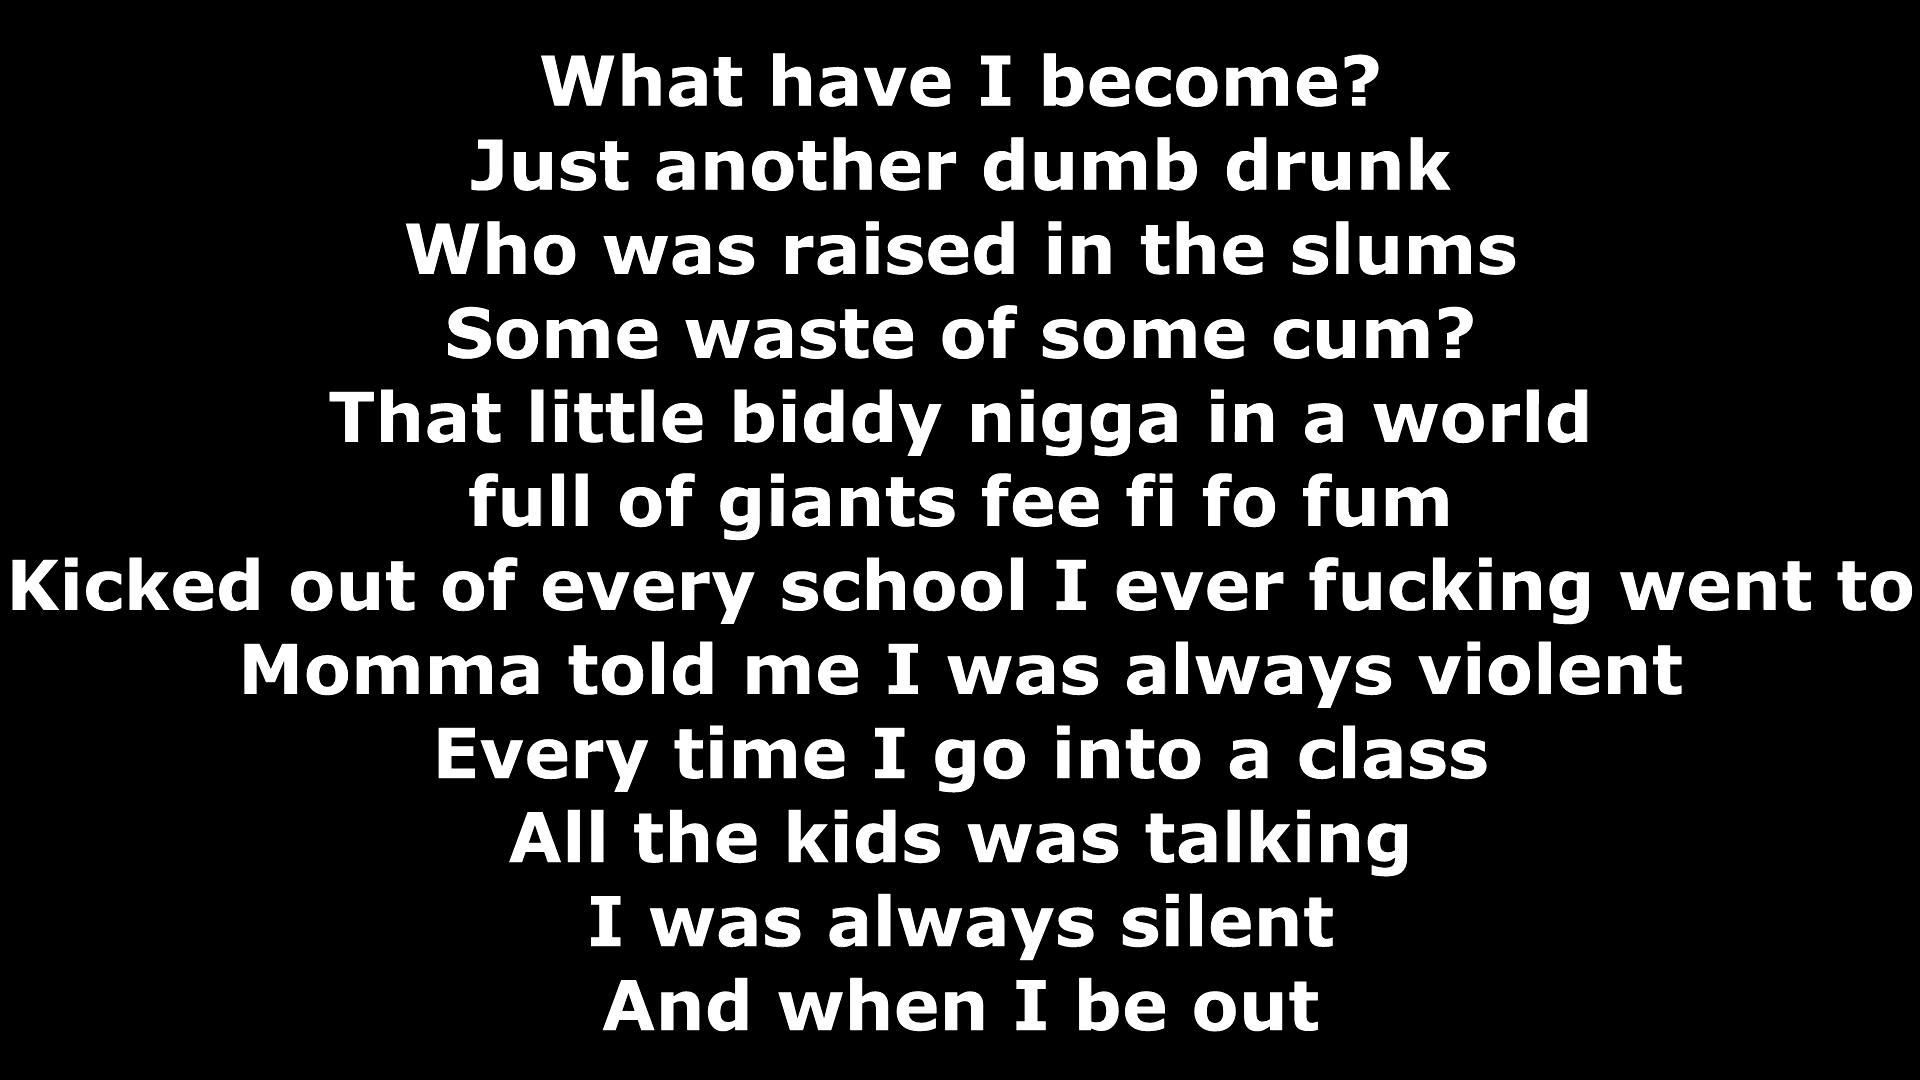 What have I become?
Just another dumb drunk
Who was raised in the slums
Some waste of some cum?
That little biddy nigga in a world
full of giants fee fi fo fum
Kicked out of every school I ever fucking went to
Momma told me I was always violent
Every time I go into a class
All the kids was talking
I was always silent
And when I be out